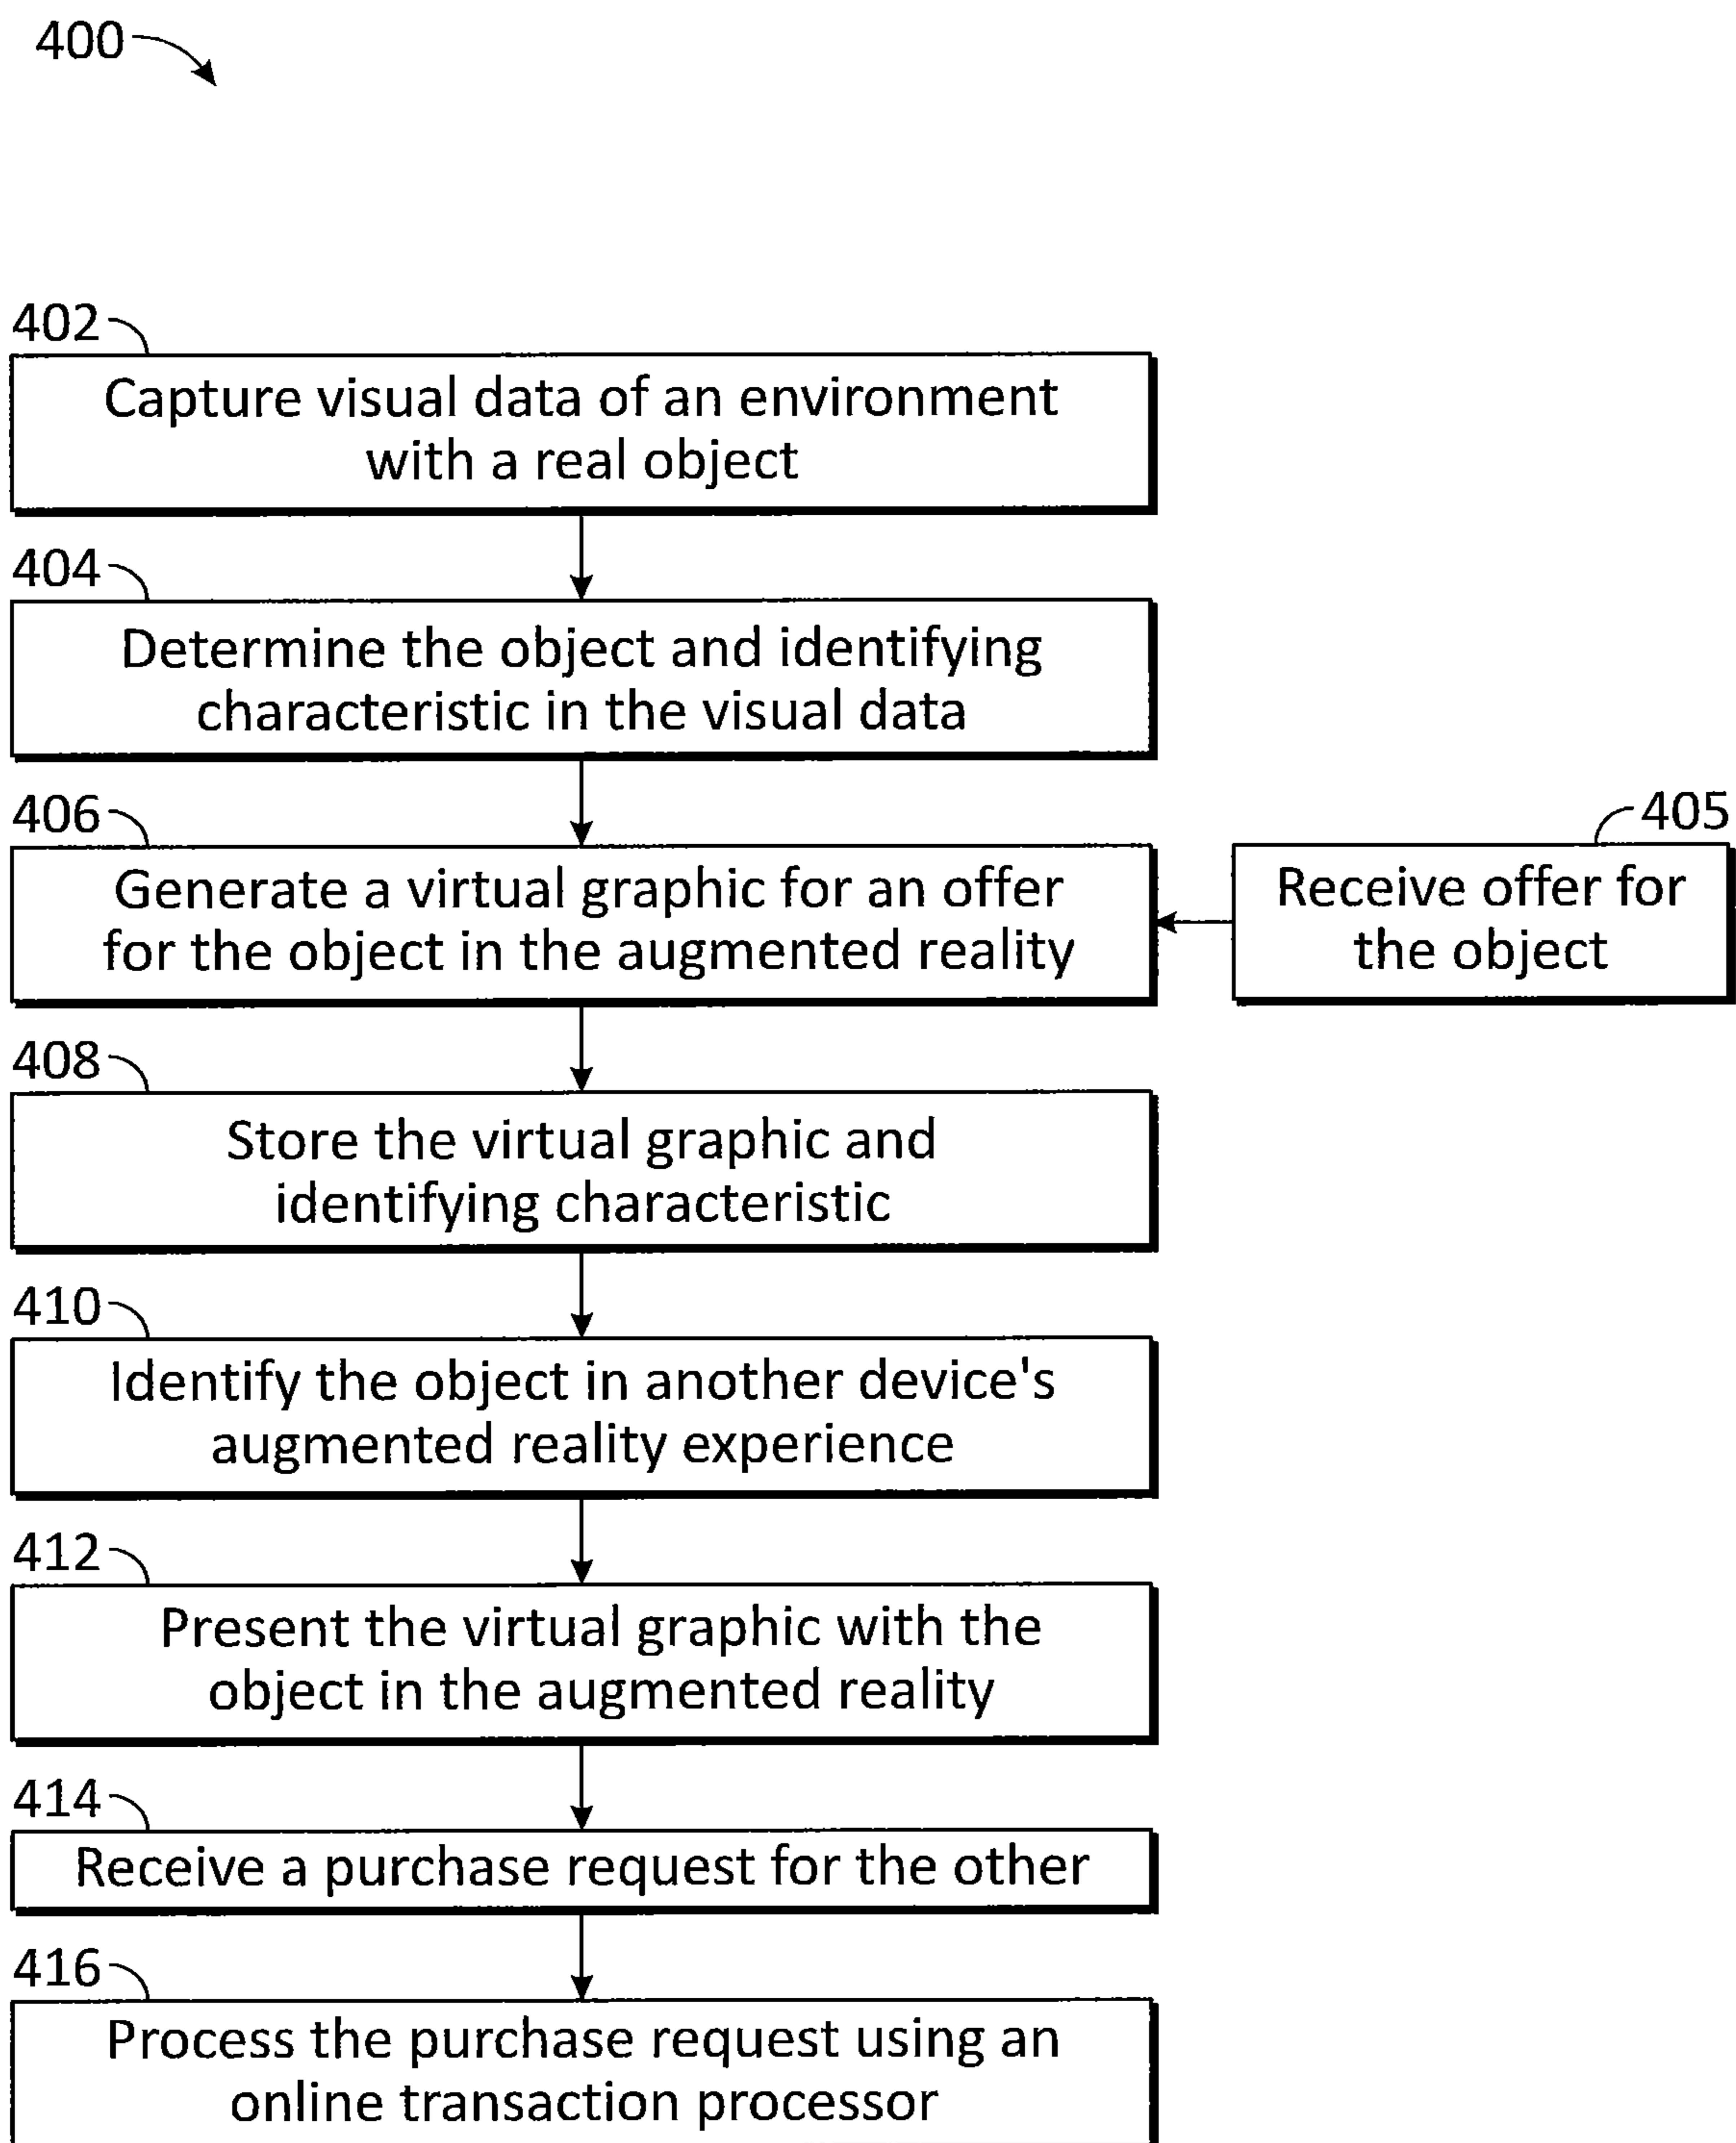 400
402
Capture visual data of an environment
with a real object
404
Determine the object and identifying
characteristic in the visual data
406
Generate a virtual graphic for an offer
for the object in the augmented reality
405
Receive offer for
the object
408
Store the virtual graphic and
identifying characteristic
410
Identify the object in another device's
augmented reality experience
412
Present the virtual graphic with the
object in the augmented reality
414
Receive a purchase request for the other
416
Process the purchase request using an
online transaction processor